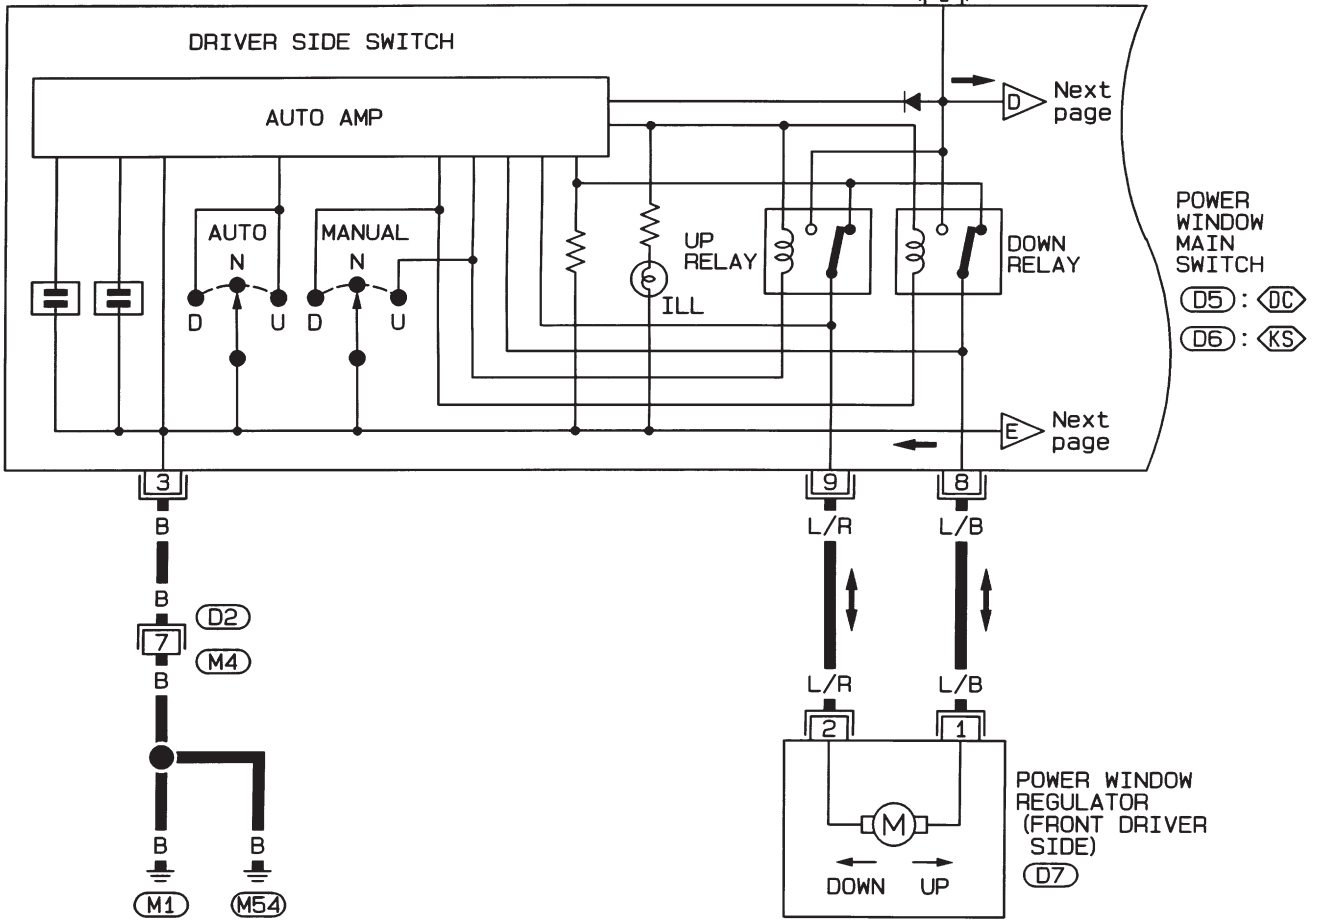 DRIVER SIDE SWITCH
AUTO AMP
D
Next
page
AUTO
N
D
U
MANUAL
N
D
U
UP
RELAY
ILL
DOWN
RELAY
POWER
WINDOW
MAIN
SWITCH
D5 : DC
D6 : KS
E
Next
page
3
9
8
B
L/R
L/B
B
D2
7
M4
B
L/R
L/B
2
1
POWER WINDOW
REGULATOR
(FRONT DRIVER
SIDE)
D7
M
DOWN
UP
B
B
M1
M54